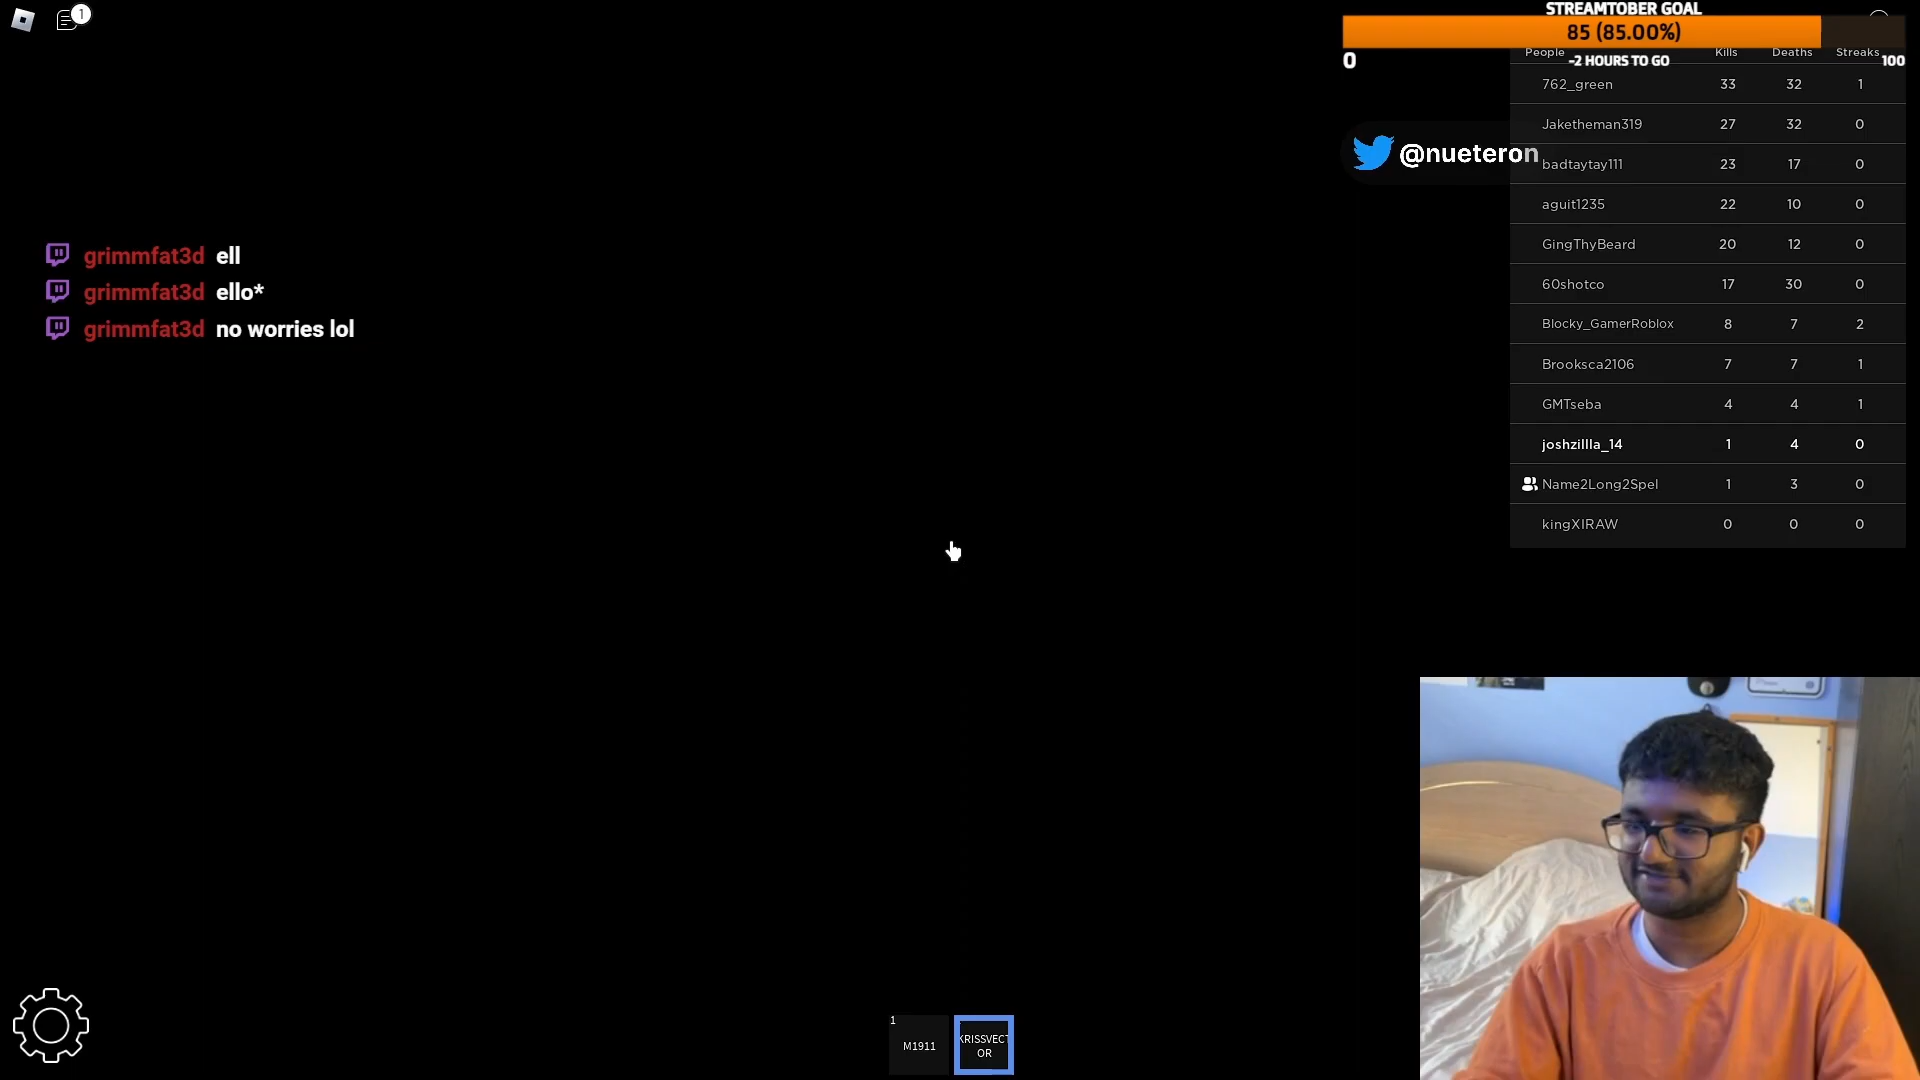 1
STREAMTOBER GOAL
85 (85.00%)
0 -2 HOURS TO GO 100
People Kills Deaths Streaks
762_green 33 32 1
Jaketheman319 27 32 0
@nueteron
badtaytay111 23 17 0
aguit1235 22 10 0
GingThyBeard 20 12 0
60shotco 17 30 0
Blocky_GamerRoblox 8 7 2
Brooksca2106 7 7 1
GMTseba 4 4 1
joshzillla_14 1 4 0
Name2Long2Spel 1 3 0
kingXIRAW 0 0 0
grimmfat3d ell
grimmfat3d ello*
grimmfat3d no worries lol
1
M1911
KRISSVECT
OR